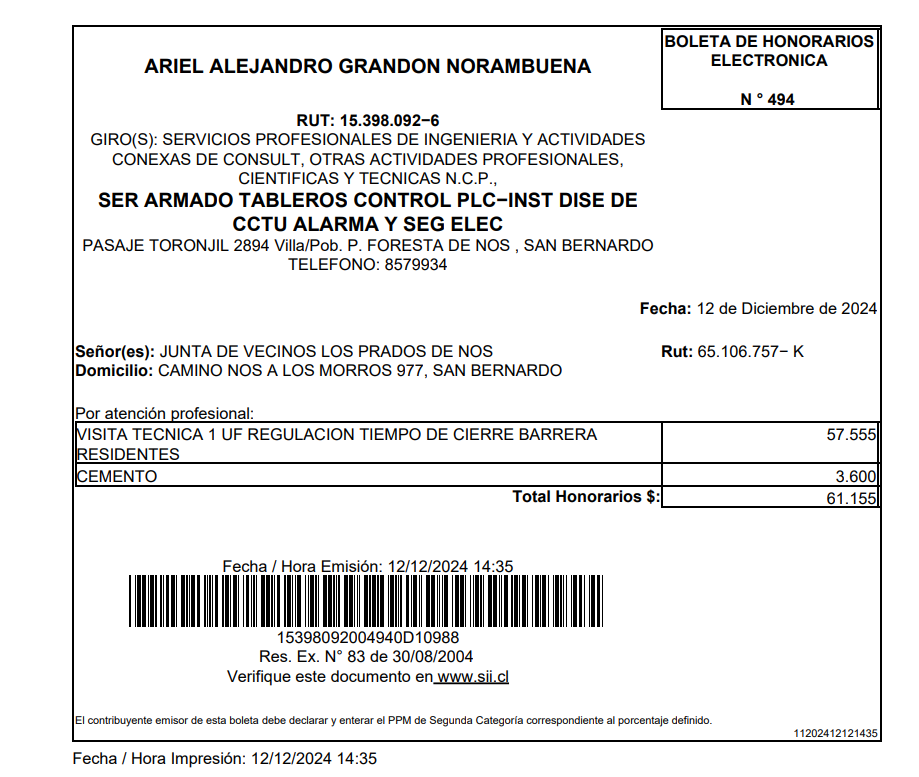 BOLETA DE HONORARIOS
ELECTRONICA
N ° 494
ARIEL ALEJANDRO GRANDON NORAMBUENA
RUT: 15.398.092−6
GIRO(S): SERVICIOS PROFESIONALES DE INGENIERIA Y ACTIVIDADES
CONEXAS DE CONSULT, OTRAS ACTIVIDADES PROFESIONALES,
CIENTIFICAS Y TECNICAS N.C.P.,
SER ARMADO TABLEROS CONTROL PLC−INST DISE DE
CCTU ALARMA Y SEG ELEC
PASAJE TORONJIL 2894 Villa/Pob. P. FORESTA DE NOS , SAN BERNARDO
TELEFONO: 8579934
Fecha: 12 de Diciembre de 2024
Señor(es): JUNTA DE VECINOS LOS PRADOS DE NOS Rut: 65.106.757− K
Domicilio: CAMINO NOS A LOS MORROS 977, SAN BERNARDO
Por atención profesional:
VISITA TECNICA 1 UF REGULACION TIEMPO DE CIERRE BARRERA 57.555
RESIDENTES
CEMENTO 3.600
Total Honorarios $: 61.155
Fecha / Hora Emisión: 12/12/2024 14:35
15398092004940D10988
Res. Ex. N° 83 de 30/08/2004
Verifique este documento en www.sii.cl
El contribuyente emisor de esta boleta debe declarar y enterar el PPM de Segunda Categoría correspondiente al porcentaje definido.
11202412121435
Fecha / Hora Impresión: 12/12/2024 14:35